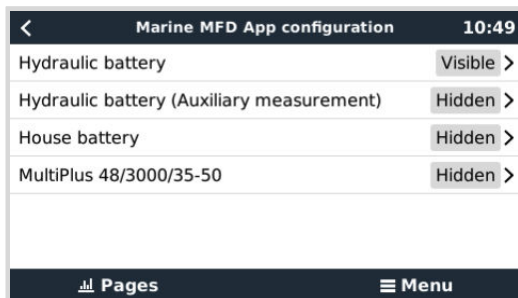 Marine MFD App configuration 10:49
Hydraulic battery Visible
Hydraulic battery (Auxiliary measurement) Hidden
House battery Hidden
MultiPlus 48/3000/35-50 Hidden
Pages Menu